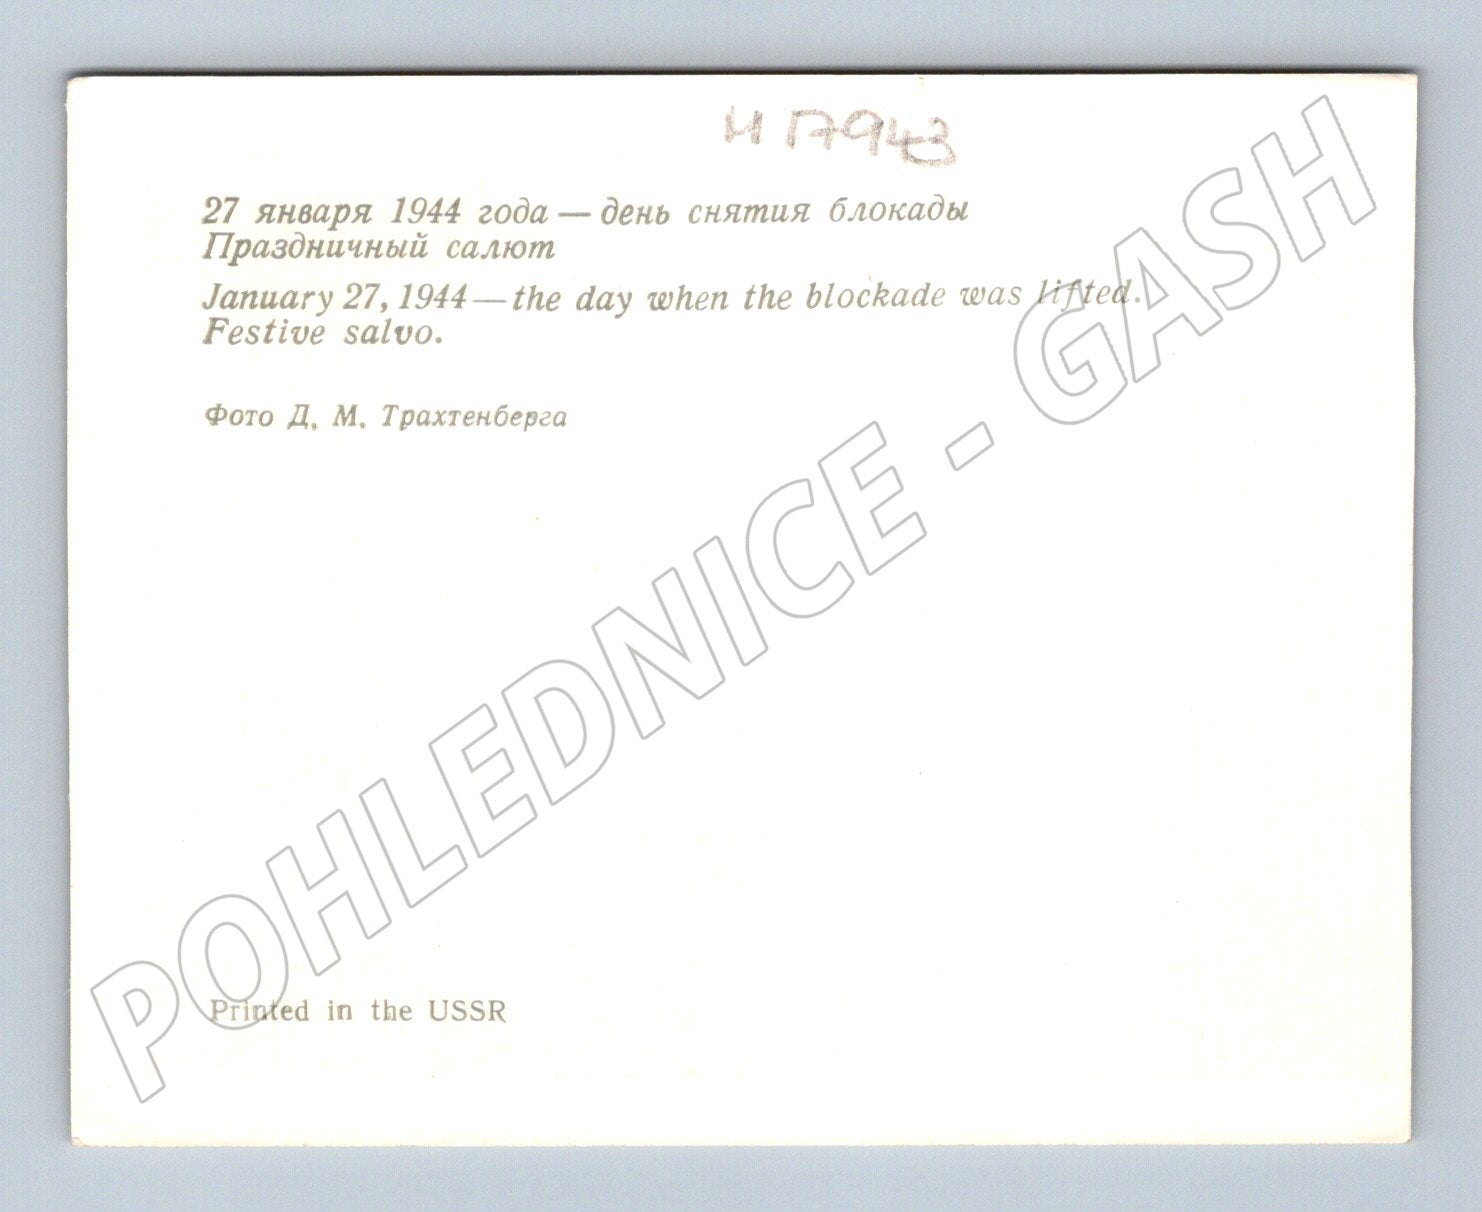 И 17943
27 января 1944 года — день снятия блокады
Праздничный салют
January 27, 1944 — the day when the blockade was lifted.
Festive salvo.
Фото Д. М. Трахтенберга
POHLEDNICE - GASH
Printed in the USSR